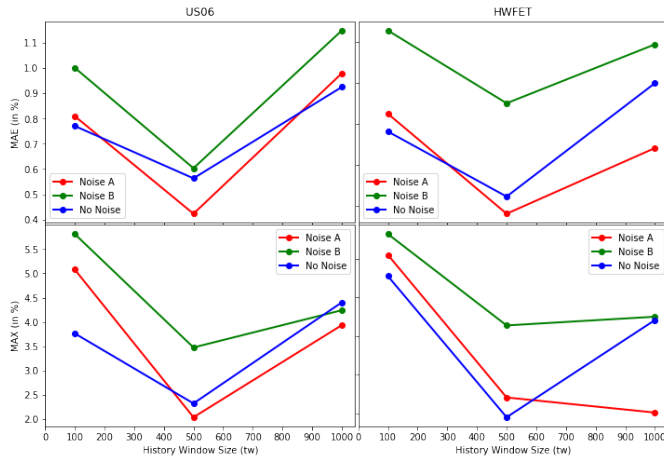 US06
HWFET
MAE (in %)
1.1
1.0
0.9
0.8
0.7
0.6
0.5
0.4
Noise A
Noise B
No Noise
Noise A
Noise B
No Noise
MAX (in %)
5.5
5.0
4.5
4.0
3.5
3.0
2.5
2.0
Noise A
Noise B
No Noise
Noise A
Noise B
No Noise
0 100 200 300 400 500 600 700 800 900 1000
0 100 200 300 400 500 600 700 800 900 1000
History Window Size (tw)
History Window Size (tw)